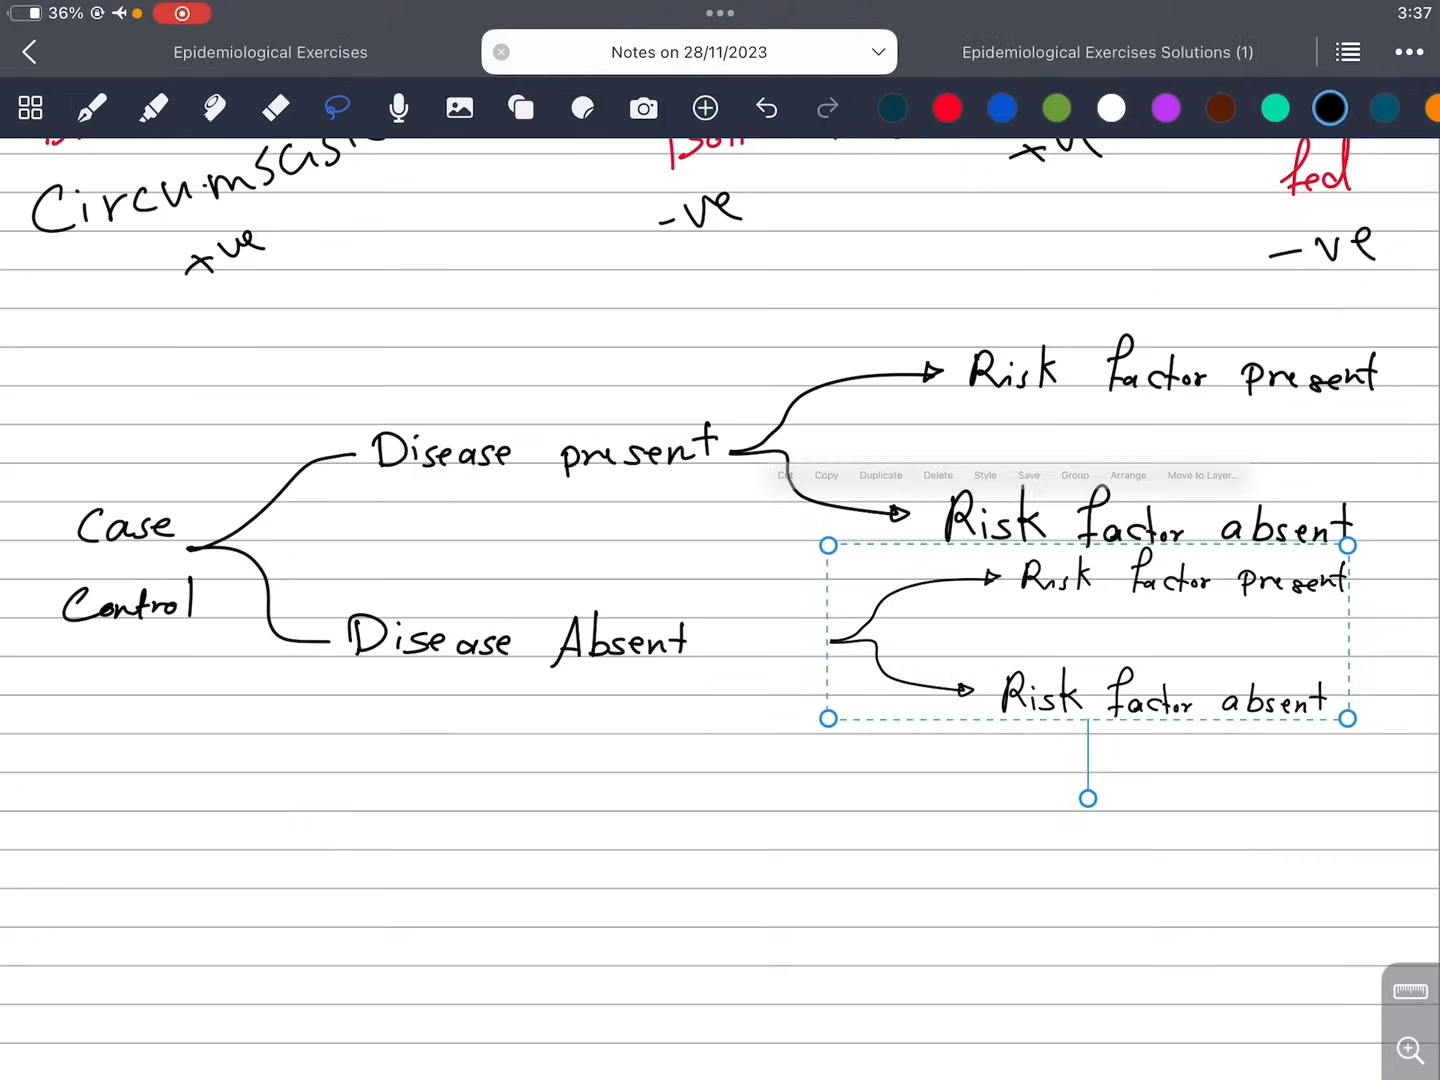 36% 3:37
Epidemiological Exercises Notes on 28/11/2023 Epidemiological Exercises Solutions (1)
fed
-ve
+ve
-ve
Risk factor present
Disease present
Cut Copy Duplicate Delete Style Save Group Arrange Move to Layer...
Case
Risk factor absent
Risk factor present
Control
Disease Absent
Risk factor absent